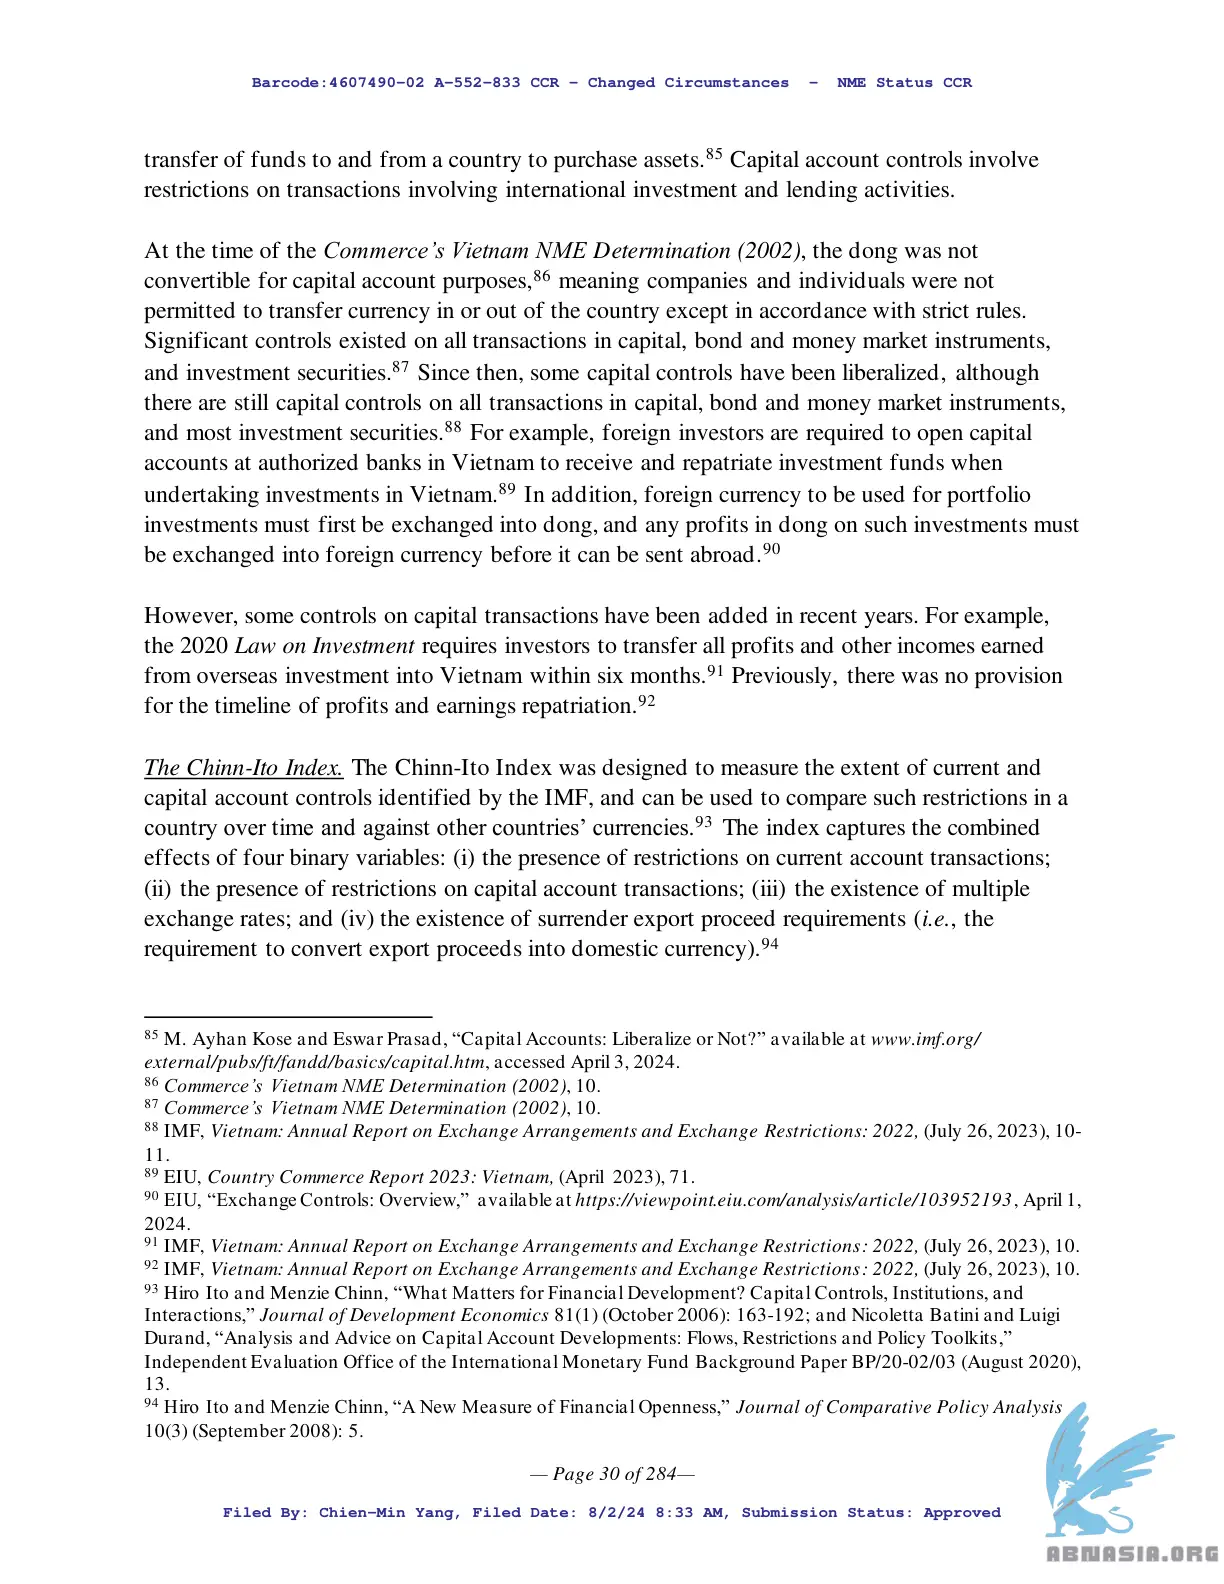 Barcode:4607490-02 A-552-833 CCR - Changed Circumstances - NME Status CCR
transfer of funds to and from a country to purchase assets.85 Capital account controls involve
restrictions on transactions involving international investment and lending activities.
At the time of the Commerce’s Vietnam NME Determination (2002), the dong was not
convertible for capital account purposes,86 meaning companies and individuals were not
permitted to transfer currency in or out of the country except in accordance with strict rules.
Significant controls existed on all transactions in capital, bond and money market instruments,
and investment securities.87 Since then, some capital controls have been liberalized, although
there are still capital controls on all transactions in capital, bond and money market instruments,
and most investment securities.88 For example, foreign investors are required to open capital
accounts at authorized banks in Vietnam to receive and repatriate investment funds when
undertaking investments in Vietnam.89 In addition, foreign currency to be used for portfolio
investments must first be exchanged into dong, and any profits in dong on such investments must
be exchanged into foreign currency before it can be sent abroad.90
However, some controls on capital transactions have been added in recent years. For example,
the 2020 Law on Investment requires investors to transfer all profits and other incomes earned
from overseas investment into Vietnam within six months.91 Previously, there was no provision
for the timeline of profits and earnings repatriation.92
The Chinn-Ito Index. The Chinn-Ito Index was designed to measure the extent of current and
capital account controls identified by the IMF, and can be used to compare such restrictions in a
country over time and against other countries’ currencies.93 The index captures the combined
effects of four binary variables: (i) the presence of restrictions on current account transactions;
(ii) the presence of restrictions on capital account transactions; (iii) the existence of multiple
exchange rates; and (iv) the existence of surrender export proceed requirements (i.e., the
requirement to convert export proceeds into domestic currency).94
85 M. Ayhan Kose and Eswar Prasad, “Capital Accounts: Liberalize or Not?” available at www.imf.org/
external/pubs/ft/fandd/basics/capital.htm, accessed April 3, 2024.
86 Commerce’s Vietnam NME Determination (2002), 10.
87 Commerce’s Vietnam NME Determination (2002), 10.
88 IMF, Vietnam: Annual Report on Exchange Arrangements and Exchange Restrictions: 2022, (July 26, 2023), 10-
11.
89 EIU, Country Commerce Report 2023: Vietnam, (April 2023), 71.
90 EIU, “Exchange Controls: Overview,” available at https://viewpoint.eiu.com/analysis/article/103952193, April 1,
2024.
91 IMF, Vietnam: Annual Report on Exchange Arrangements and Exchange Restrictions: 2022, (July 26, 2023), 10.
92 IMF, Vietnam: Annual Report on Exchange Arrangements and Exchange Restrictions: 2022, (July 26, 2023), 10.
93 Hiro Ito and Menzie Chinn, “What Matters for Financial Development? Capital Controls, Institutions, and
Interactions,” Journal of Development Economics 81(1) (October 2006): 163-192; and Nicoletta Batini and Luigi
Durand, “Analysis and Advice on Capital Account Developments: Flows, Restrictions and Policy Toolkits,”
Independent Evaluation Office of the International Monetary Fund Background Paper BP/20-02/03 (August 2020),
13.
94 Hiro Ito and Menzie Chinn, “A New Measure of Financial Openness,” Journal of Comparative Policy Analysis
10(3) (September 2008): 5.
— Page 30 of 284—
Filed By: Chien-Min Yang, Filed Date: 8/2/24 8:33 AM, Submission Status: Approved
ABNASIA.ORG